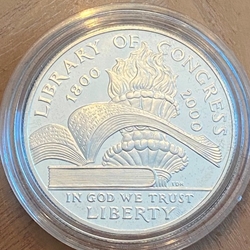 LIBRARY OF CONGRESS
1800 2000
IN GOD WE TRUST
LIBERTY